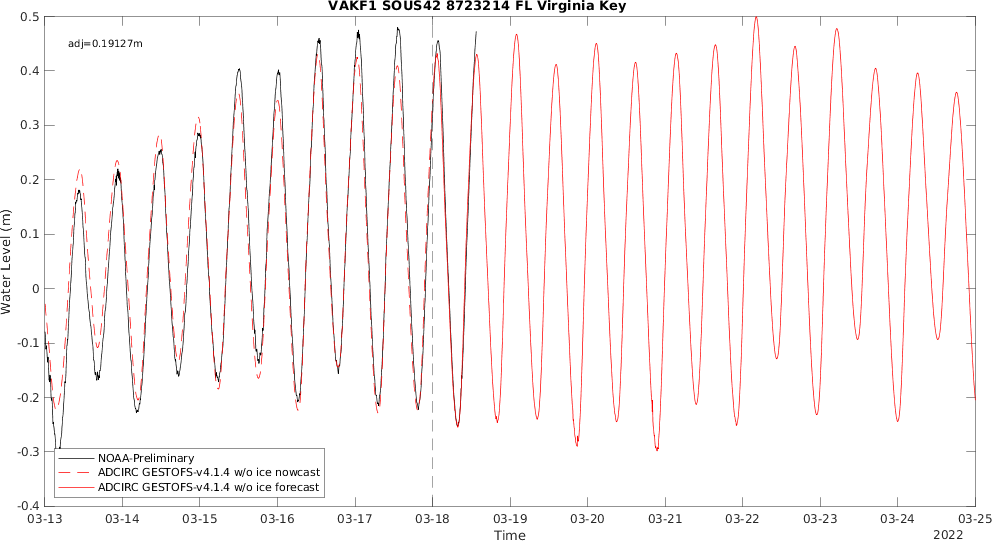 VAKF1 SOUS42 8723214 FL Virginia Key
adj=0.19127m
0.5
0.4
0.3
0.2
0.1
0
-0.1
-0.2
-0.3
-0.4
Water Level (m)
NOAA-Preliminary
ADCIRC GESTOFS-v4.1.4 w/o ice nowcast
ADCIRC GESTOFS-v4.1.4 w/o ice forecast
03-13 03-14 03-15 03-16 03-17 03-18 03-19 03-20 03-21 03-22 03-23 03-24 03-25
Time
2022